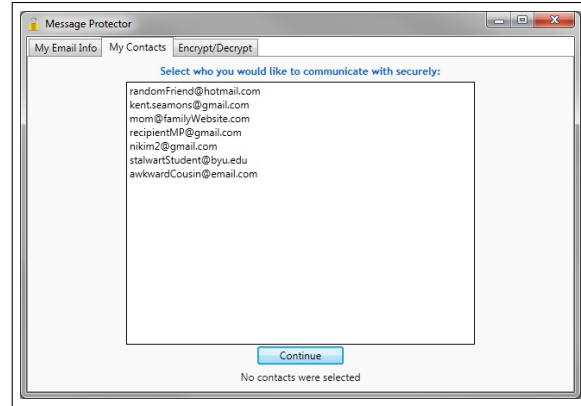 Message Protector
My Email Info My Contacts Encrypt/Decrypt
Select who you would like to communicate with securely:
randomFriend@hotmail.com
kent.seamons@gmail.com
mom@familyWebsite.com
recipientMP@gmail.com
nikim2@gmail.com
stalwartStudent@byu.edu
awkwardCousin@email.com
Continue
No contacts were selected